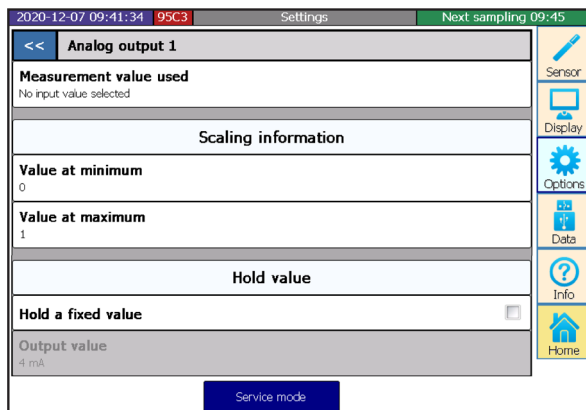 2020-12-07 09:41:34 95C3 Settings Next sampling 09:45
<< Analog output 1
Measurement value used
No input value selected
Scaling information
Value at minimum
0
Value at maximum
1
Hold value
Hold a fixed value
Output value
4 mA
Service mode
Sensor
Display
Options
Data
Info
Home